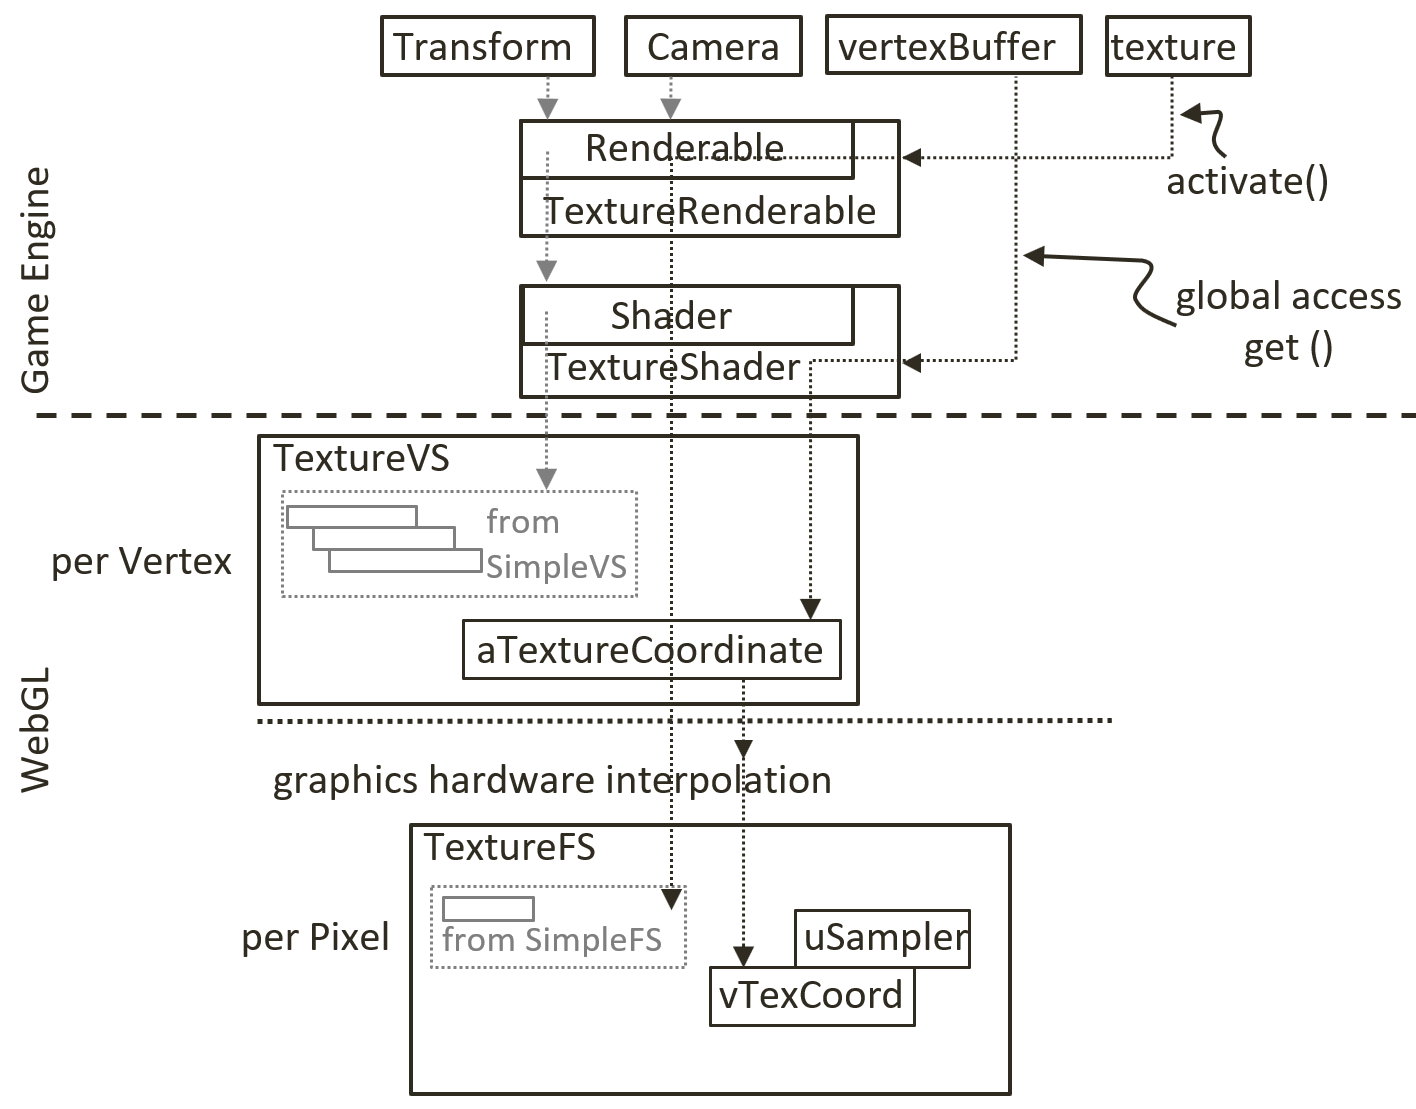 Transform
Camera
vertexBuffer
texture
Renderable
TextureRenderable
activate()
Game Engine
Shader
TextureShader
global access
get ()
TextureVS
from
SimpleVS
per Vertex
aTextureCoordinate
WebGL
graphics hardware interpolation
TextureFS
from SimpleFS
per Pixel
uSampler
vTexCoord